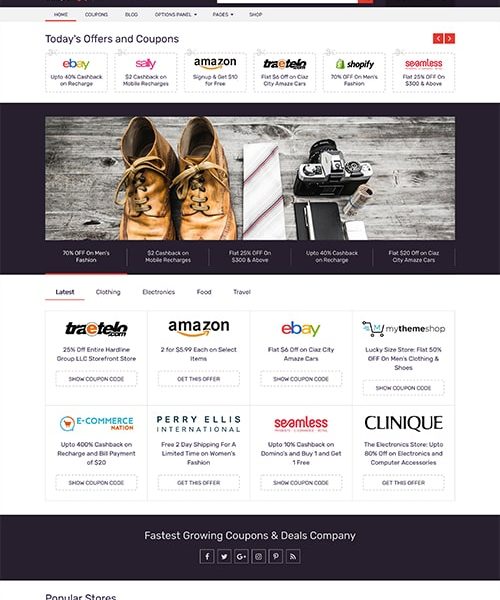 HOME COUPONS BLOG OPTIONS PANEL PAGES SHOP
Today's Offers and Coupons
ebay sally amazon traetelo.com shopify seamless
Upto 40% Cashback $2 Cashback on Signup & Get $10 Flat $6 Off on Ciaz 70% OFF On Men's Flat 25% OFF On
on Recharge Mobile Recharges for Free City Amaze Cars Fashion $300 & Above
70% OFF On Men's $2 Cashback on Flat 25% OFF On Upto 40% Cashback Flat $20 Off on Ciaz
Fashion Mobile Recharges $300 & Above on Recharge City Amaze Cars
Latest Clothing Electronics Food Travel
traetelo.com amazon ebay mythemeshop
25% Off Entire Hardline 2 for $5.99 Each on Select Flat $6 Off on Ciaz City Lucky Size Store: Flat 50%
Group LLC Storefront Store Items Amaze Cars OFF On Men's Clothing &
Shoes
SHOW COUPON CODE GET THIS OFFER SHOW COUPON CODE SHOW COUPON CODE
E-COMMERCE NATION PERRY ELLIS INTERNATIONAL seamless CLINIQUE
Upto 400% Cashback on Free 2 Day Shipping For A Upto 10% Cashback on The Electronics Store: Upto
Recharge and Bill Payment Limited Time on Women's Domino's and Buy 1 and Get 80% Off on Electronics and
of $20 Fashion 1 Free Computer Accessories
SHOW COUPON CODE GET THIS OFFER SHOW COUPON CODE GET THIS OFFER
Fastest Growing Coupons & Deals Company
Popular Stores